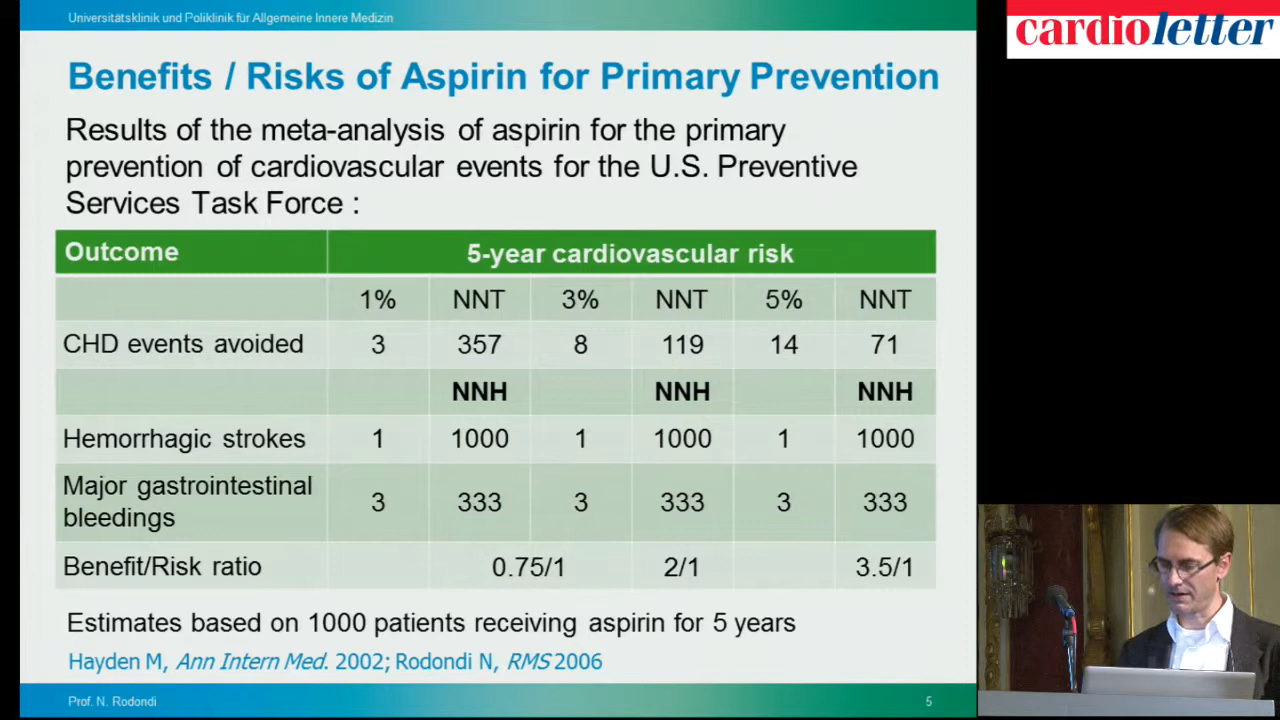 Universitätsklinik und Poliklinik für Allgemeine Innere Medizin
cardioletter
Benefits / Risks of Aspirin for Primary Prevention
Results of the meta-analysis of aspirin for the primary
prevention of cardiovascular events for the U.S. Preventive
Services Task Force :
Outcome 5-year cardiovascular risk
1% NNT 3% NNT 5% NNT
CHD events avoided 3 357 8 119 14 71
NNH NNH NNH
Hemorrhagic strokes 1 1000 1 1000 1 1000
Major gastrointestinal
bleedings 3 333 3 333 3 333
Benefit/Risk ratio 0.75/1 2/1 3.5/1
Estimates based on 1000 patients receiving aspirin for 5 years
Hayden M, Ann Intern Med. 2002; Rodondi N, RMS 2006
Prof. N. Rodondi 5